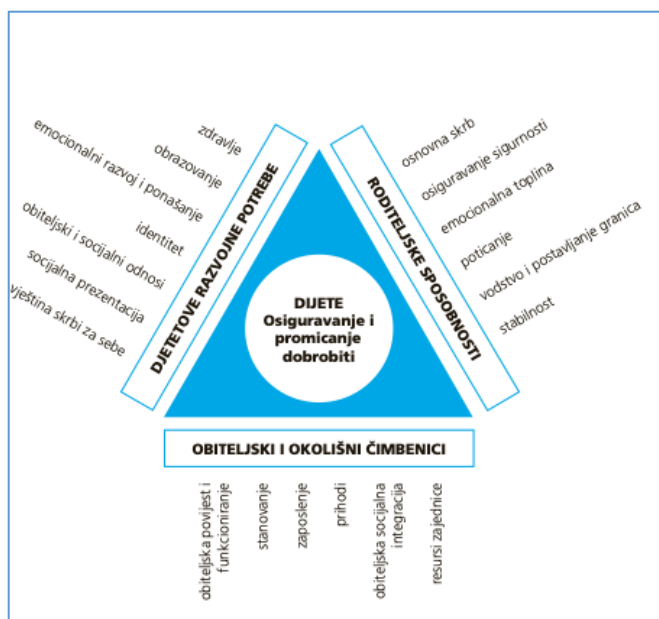 zdravlje
obrazovanje
emocionalni razvoj i ponašanje
identitet
obiteljski i socijalni odnosi
socijalna prezentacija
vještina skrbi za sebe
DJETETOVE RAZVOJNE POTREBE
RODITELJSKE SPOSOBNOSTI
osnovna skrb
osiguravanje sigurnosti
emocionalna toplina
poticanje
vodstvo i postavljanje granica
stabilnost
DIJETE
Osiguravanje i
promicanje
dobrobiti
OBITELJSKI I OKOLIŠNI ČIMBENICI
obiteljska povijest i
funkcioniranje
stanovanje
zaposlenje
prihodi
obiteljska socijalna
integracija
resursi zajednice